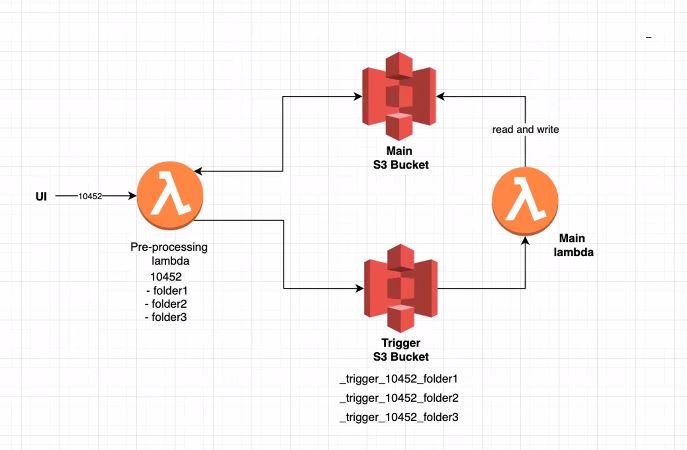 Main
S3 Bucket
read and write
UI
10452
Pre-processing
lambda
10452
- folder1
- folder2
- folder3
Main
lambda
Trigger
S3 Bucket
_trigger_10452_folder1
_trigger_10452_folder2
_trigger_10452_folder3